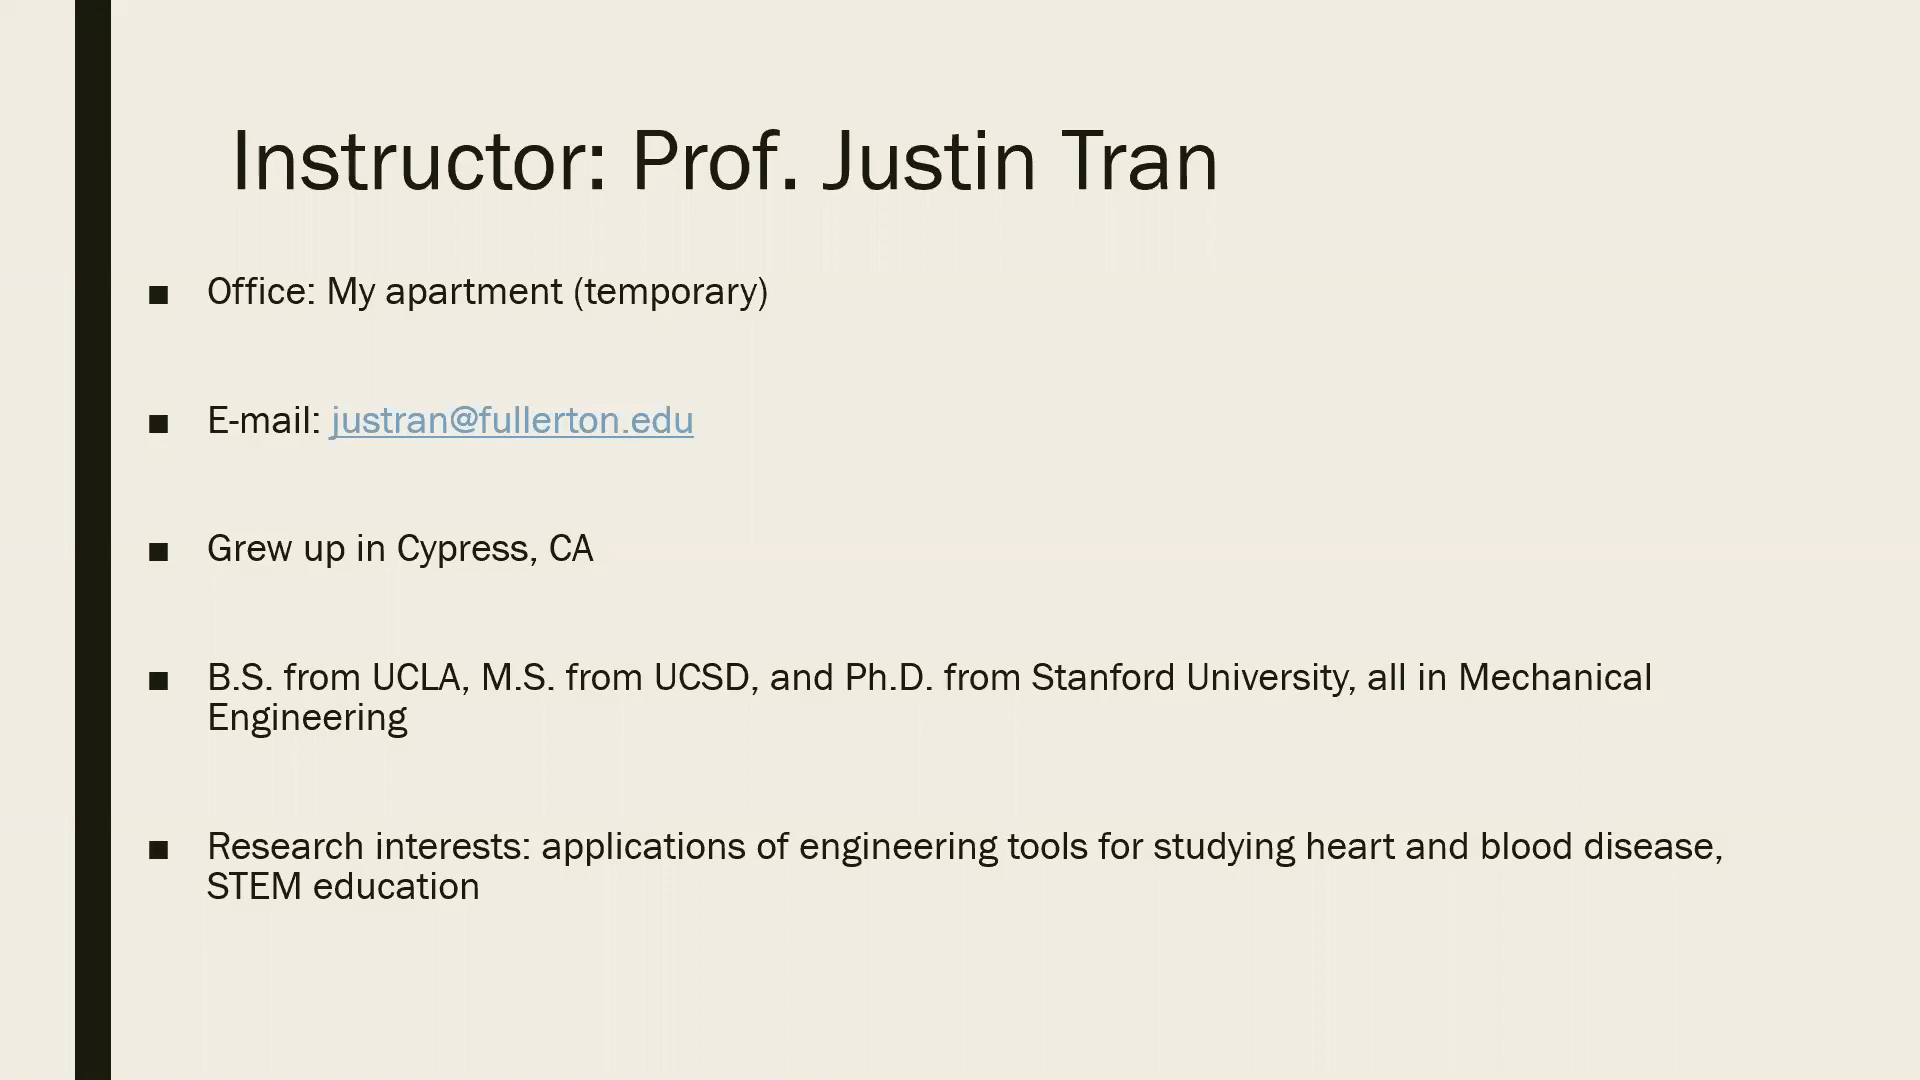 Instructor: Prof. Justin Tran
■ Office: My apartment (temporary)
■ E-mail: justran@fullerton.edu
■ Grew up in Cypress, CA
■ B.S. from UCLA, M.S. from UCSD, and Ph.D. from Stanford University, all in Mechanical
Engineering
■ Research interests: applications of engineering tools for studying heart and blood disease,
STEM education